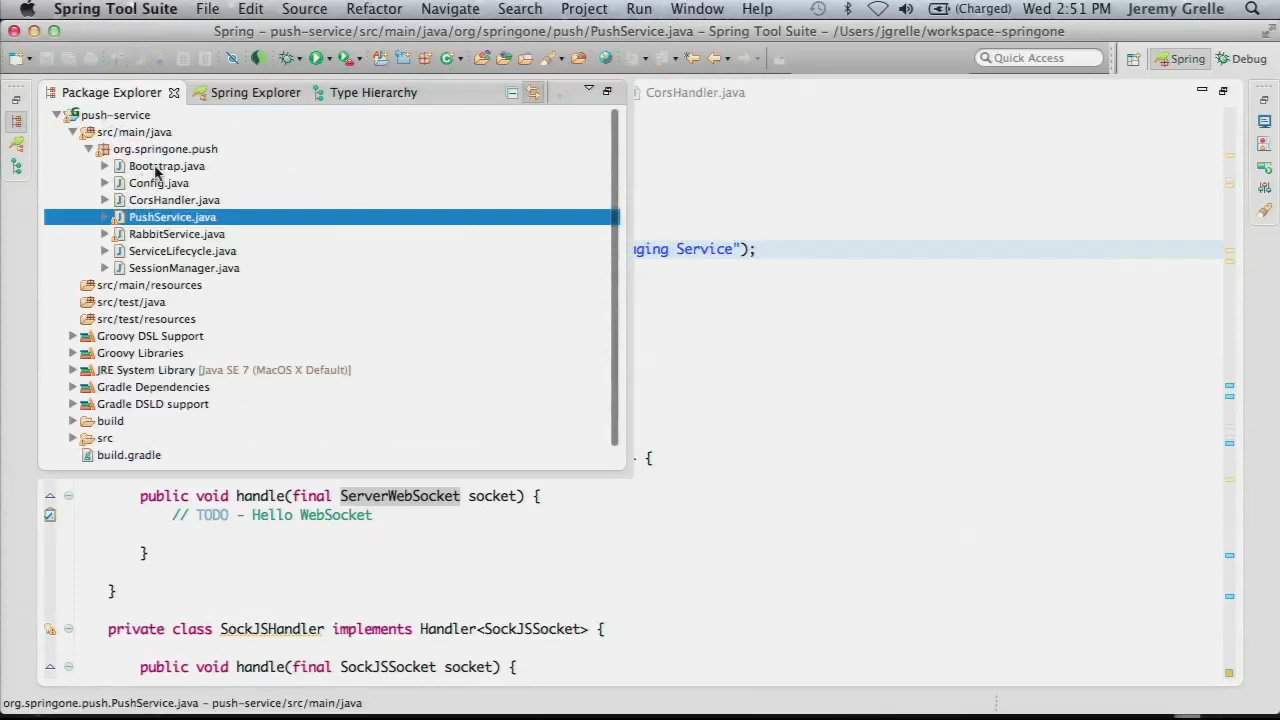 Spring Tool Suite File Edit Source Refactor Navigate Search Project Run Window Help (Charged) Wed 2:51 PM Jeremy Grelle
Spring – push-service/src/main/java/org/springone/push/PushService.java – Spring Tool Suite – /Users/jgrelle/workspace-springone
Quick Access Spring Debug
Package Explorer Spring Explorer Type Hierarchy CorsHandler.java
push-service
src/main/java
org.springone.push
Bootstrap.java
Config.java
CorsHandler.java
PushService.java
RabbitService.java
ServiceLifecycle.java
SessionManager.java
src/main/resources
src/test/java
src/test/resources
Groovy DSL Support
Groovy Libraries
JRE System Library [Java SE 7 (MacOS X Default)]
Gradle Dependencies
Gradle DSLD support
build
src
build.gradle
ging Service");
{
public void handle(final ServerWebSocket socket) {
// TODO - Hello WebSocket
}
}
private class SockJSHandler implements Handler<SockJSSocket> {
public void handle(final SockJSSocket socket) {
org.springone.push.PushService.java – push-service/src/main/java